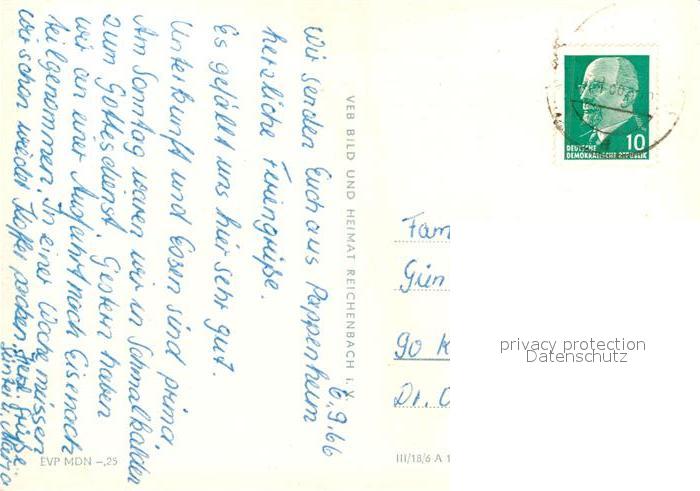 6.9.66
Wir senden Euch aus Pappenheim
herzliche Feriengrüße.
Es gefällt uns hier sehr gut.
Unterkunft und Essen sind prima.
Am Sonntag waren wir in Schmalkalden
zum Gottesdienst. Gestern haben
wir an einer Ausfahrt nach Eisenach
teilgenommen. In einer Woche müssen
wir schon wieder Koffer packen. Herzl. Grüße
Maria
VEB BILD UND HEIMAT REICHENBACH i. V.
EVP MDN –,25
III/18/6 A 1
10
DEUTSCHE
DEMOKRATISCHE REPUBLIK
Fam
Gün
90 K
Dr. O
privacy protection
Datenschutz